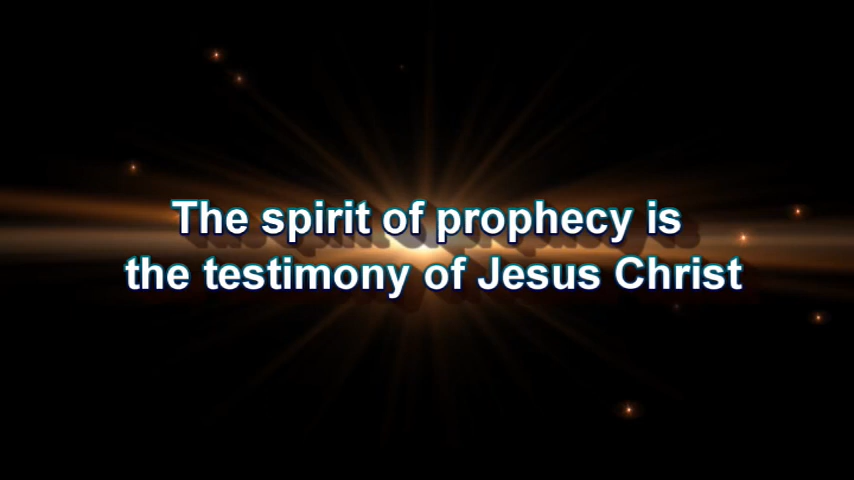 The spirit of prophecy is
the testimony of Jesus Christ